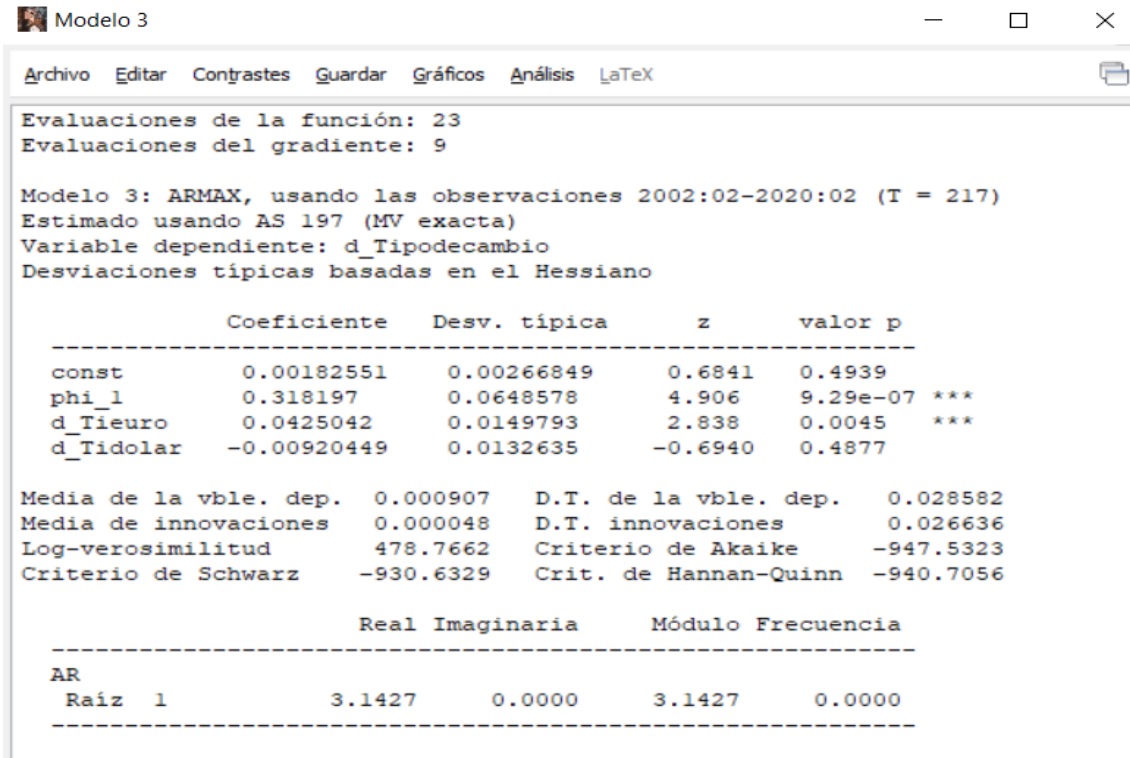 Modelo 3
Archivo Editar Contrastes Guardar Gráficos Análisis LaTeX
Evaluaciones de la función: 23
Evaluaciones del gradiente: 9
Modelo 3: ARMAX, usando las observaciones 2002:02-2020:02 (T = 217)
Estimado usando AS 197 (MV exacta)
Variable dependiente: d_Tipodecambio
Desviaciones típicas basadas en el Hessiano
Coeficiente Desv. típica z valor p
const 0.00182551 0.00266849 0.6841 0.4939
phi_1 0.318197 0.0648578 4.906 9.29e-07 ***
d_Tieuro 0.0425042 0.0149793 2.838 0.0045 ***
d_Tidolar -0.00920449 0.0132635 -0.6940 0.4877
Media de la vble. dep. 0.000907 D.T. de la vble. dep. 0.028582
Media de innovaciones 0.000048 D.T. innovaciones 0.026636
Log-verosimilitud 478.7662 Criterio de Akaike -947.5323
Criterio de Schwarz -930.6329 Crit. de Hannan-Quinn -940.7056
Real Imaginaria Módulo Frecuencia
AR
Raíz 1 3.1427 0.0000 3.1427 0.0000